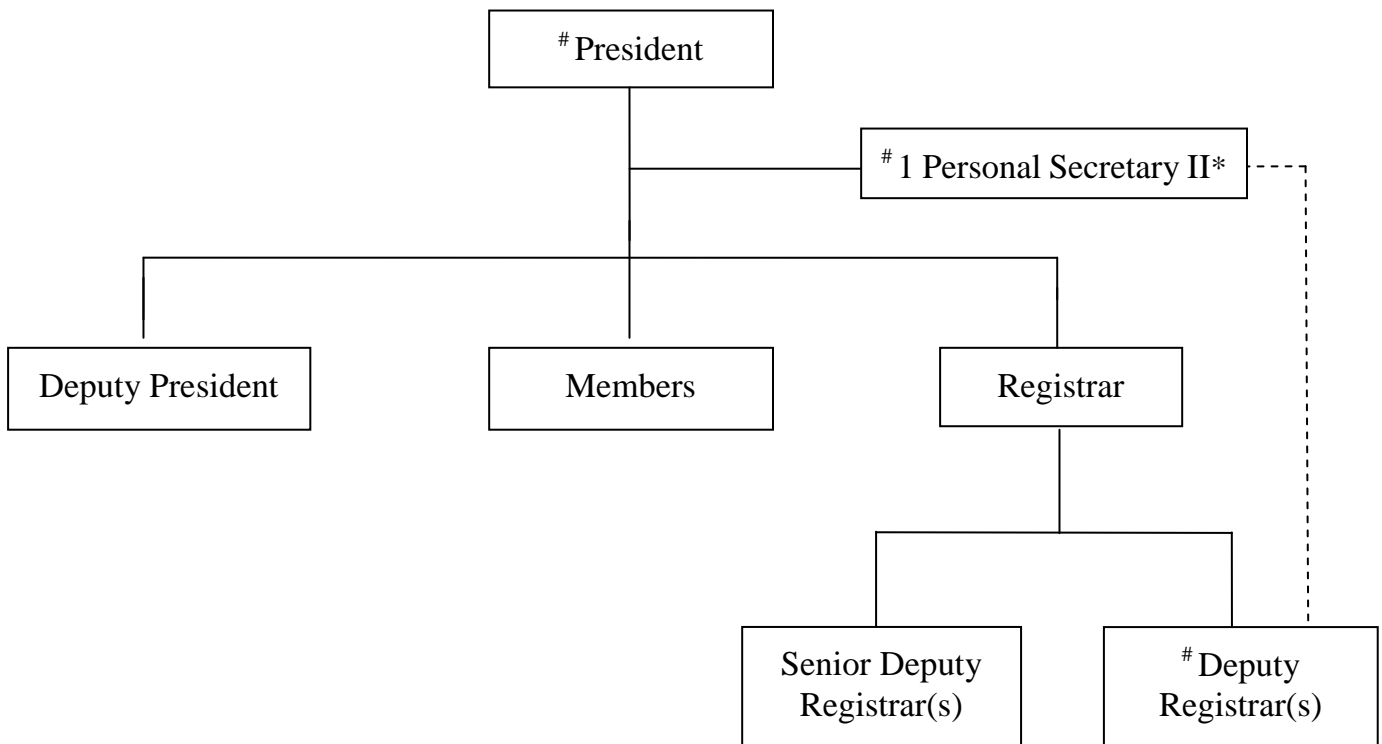 # President
# 1 Personal Secretary II*
Deputy President
Members
Registrar
Senior Deputy
Registrar(s)
# Deputy
Registrar(s)